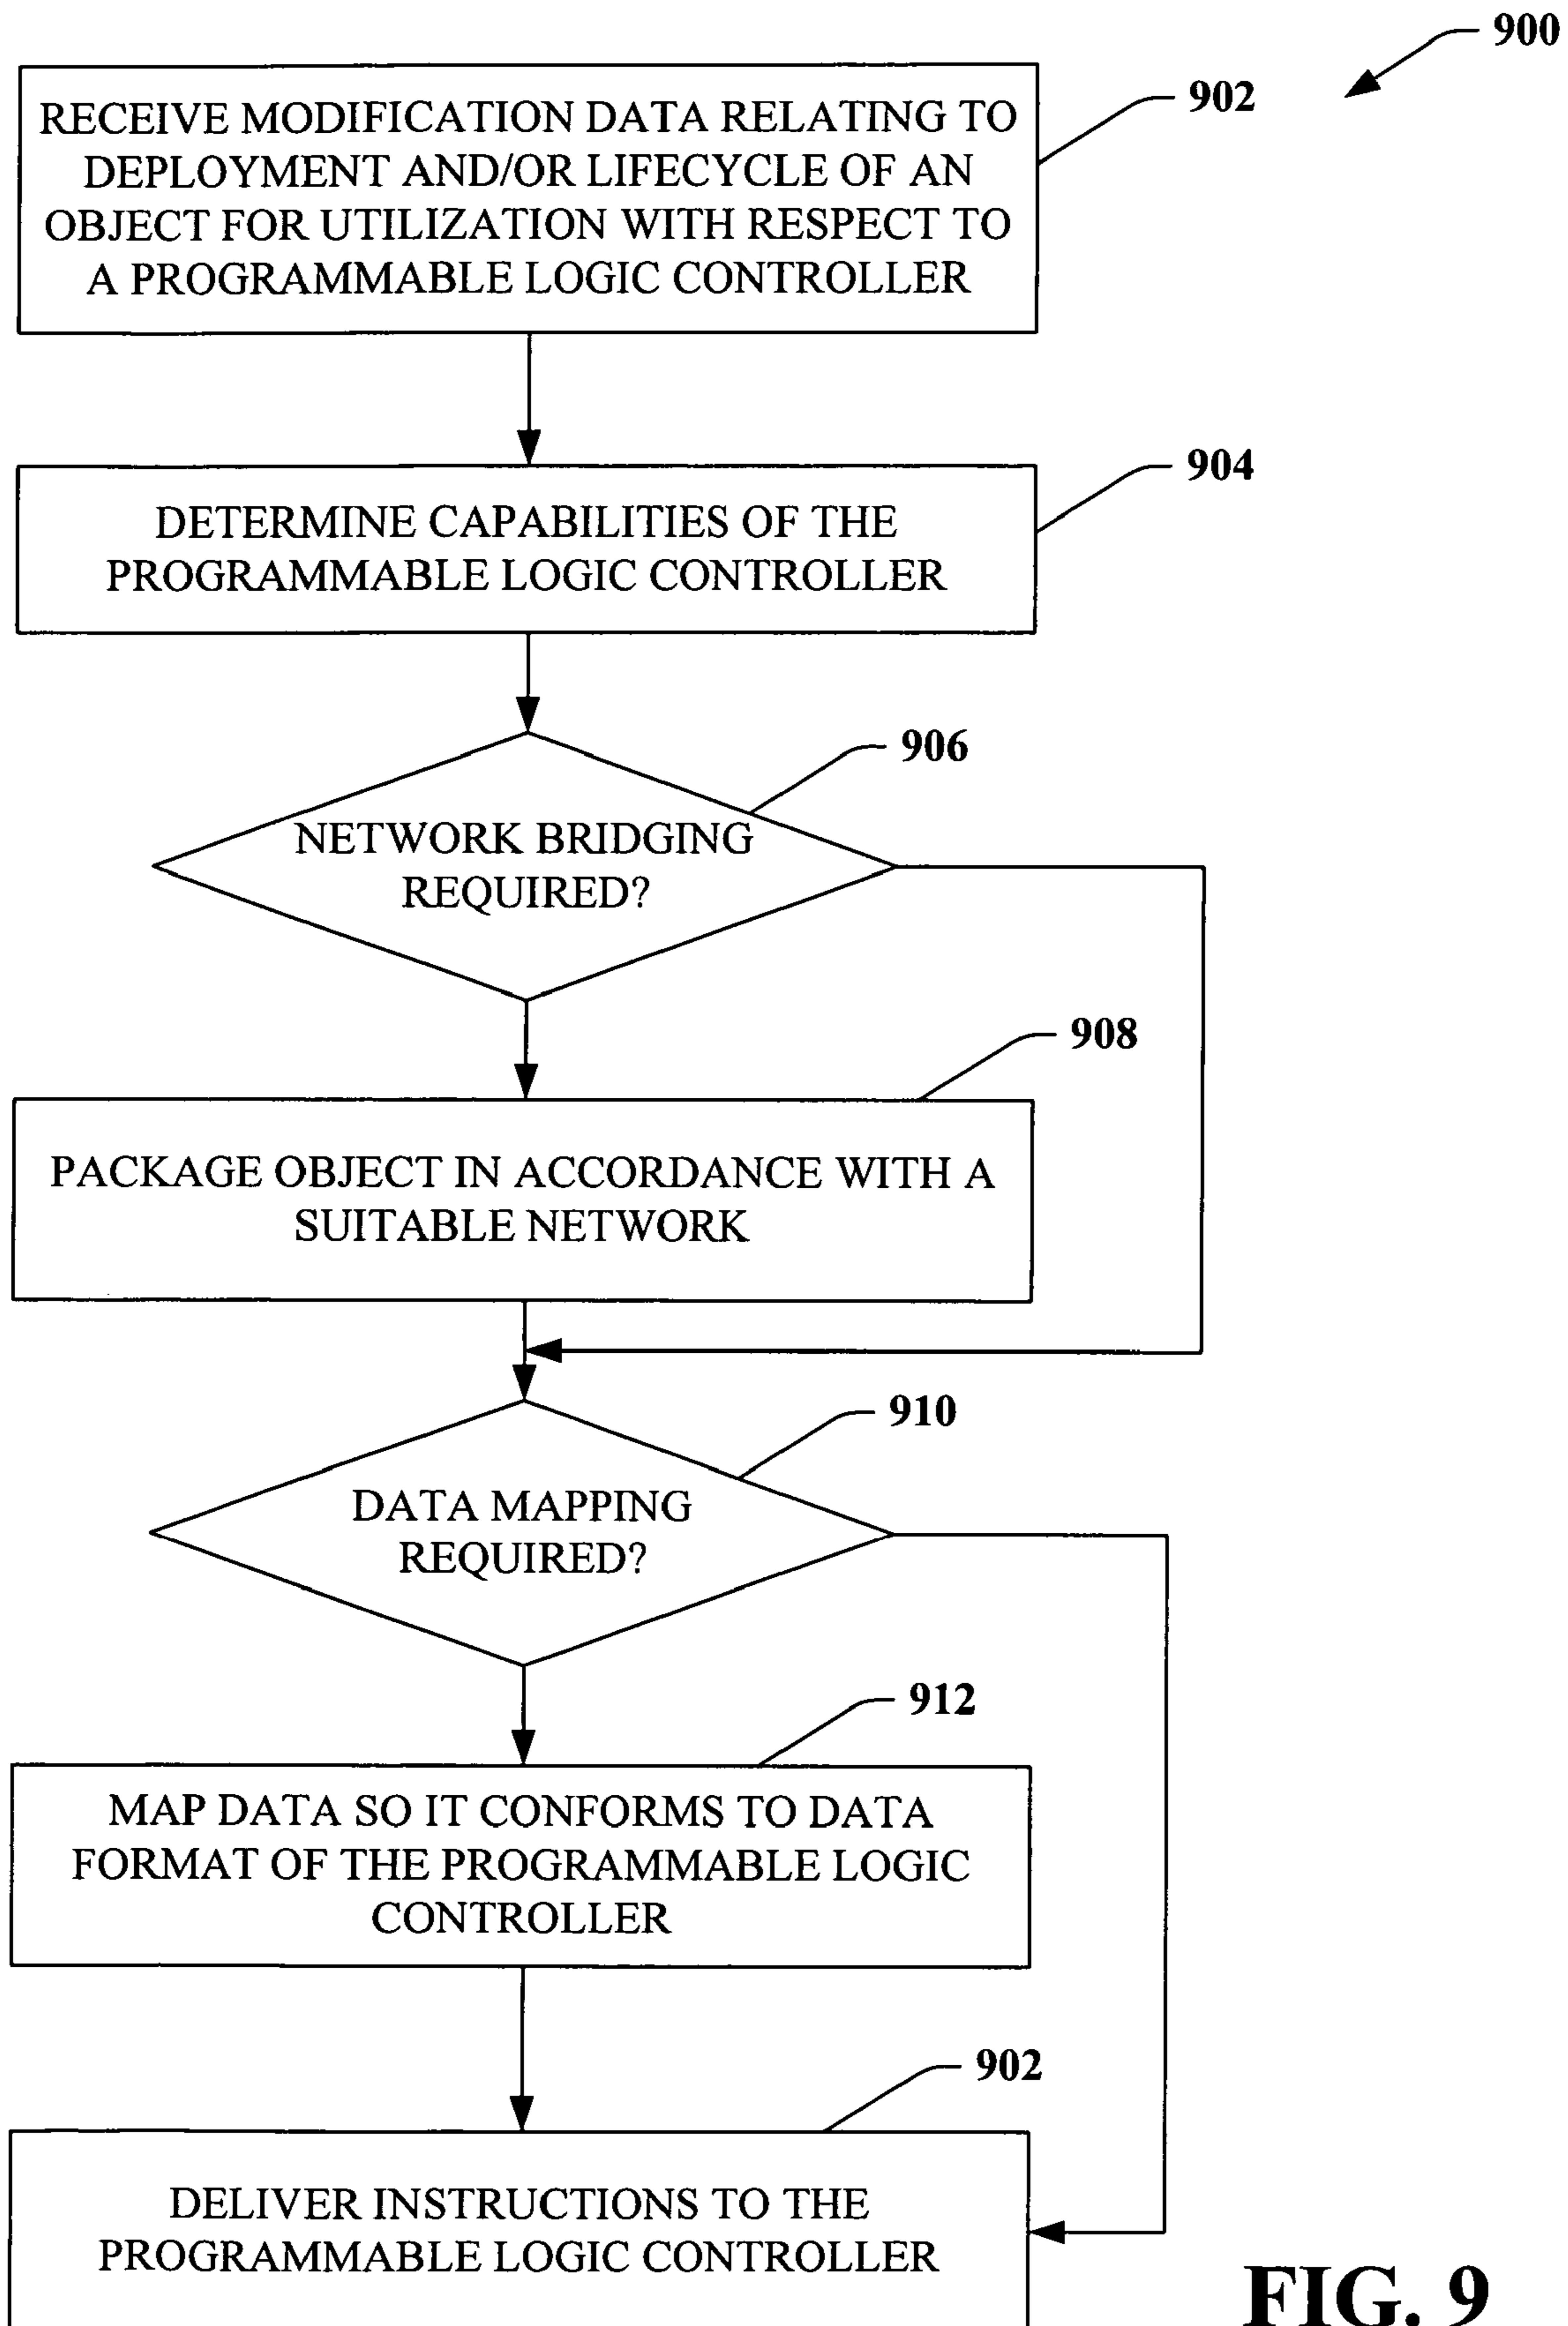 900
902
RECEIVE MODIFICATION DATA RELATING TO
DEPLOYMENT AND/OR LIFECYCLE OF AN
OBJECT FOR UTILIZATION WITH RESPECT TO
A PROGRAMMABLE LOGIC CONTROLLER
904
DETERMINE CAPABILITIES OF THE
PROGRAMMABLE LOGIC CONTROLLER
906
NETWORK BRIDGING
REQUIRED?
908
PACKAGE OBJECT IN ACCORDANCE WITH A
SUITABLE NETWORK
910
DATA MAPPING
REQUIRED?
912
MAP DATA SO IT CONFORMS TO DATA
FORMAT OF THE PROGRAMMABLE LOGIC
CONTROLLER
902
DELIVER INSTRUCTIONS TO THE
PROGRAMMABLE LOGIC CONTROLLER
FIG. 9